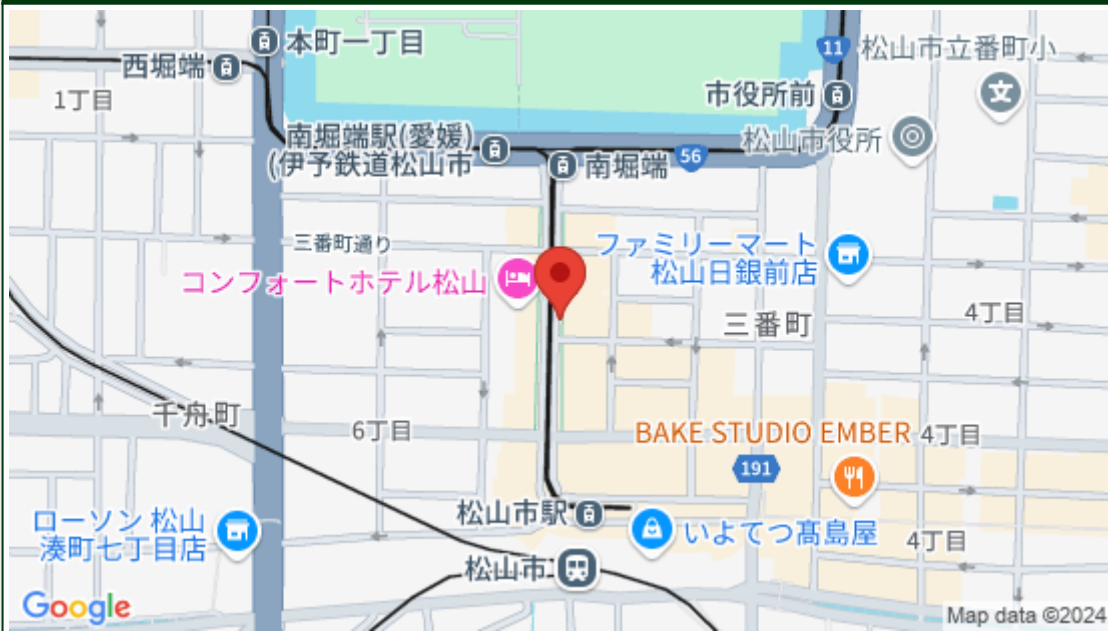 本町一丁目
西堀端
1丁目
11
松山市立番町小
市役所前
南堀端駅(愛媛)
(伊予鉄道松山市
南堀端
56
松山市役所
三番町通り
コンフォートホテル松山
ファミリーマート
松山日銀前店
三番町
4丁目
千舟町
6丁目
BAKE STUDIO EMBER
4丁目
191
松山市駅
いよてつ髙島屋
ローソン 松山
湊町七丁目店
4丁目
松山市
Google
Map data ©2024